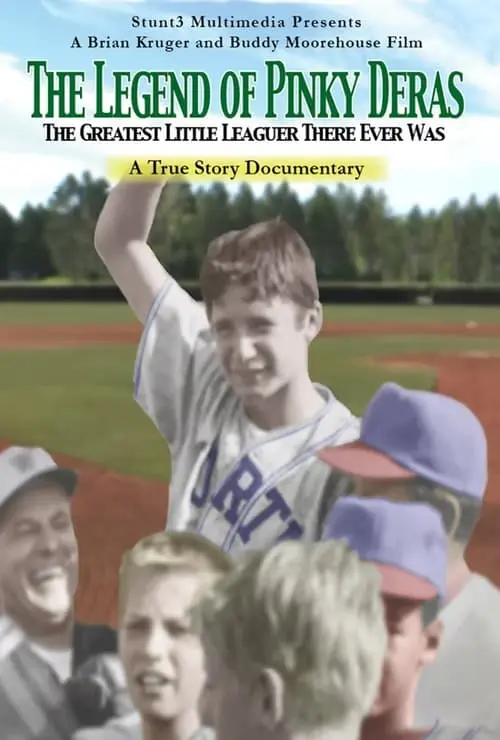 Stunt3 Multimedia Presents
A Brian Kruger and Buddy Moorehouse Film
The Legend of Pinky Deras
The Greatest Little Leaguer There Ever Was
A True Story Documentary
ORT